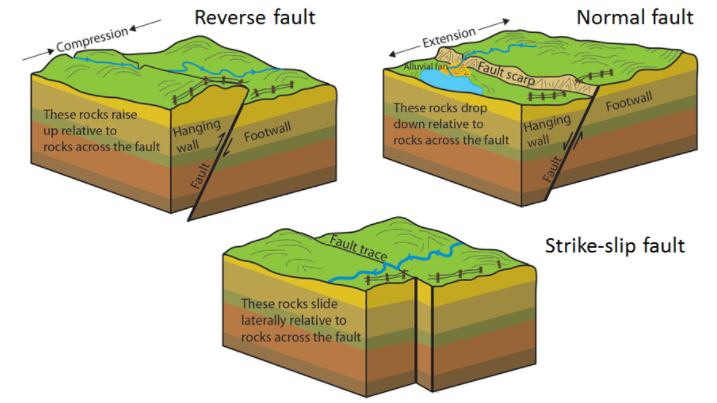 Reverse fault
Compression
These rocks raise
up relative to
rocks across the fault
Hanging
wall
Footwall
Fault
Normal fault
Extension
Alluvial fan
Fault scarp
These rocks drop
down relative to
rocks across the fault
Hanging
wall
Footwall
Fault
Strike-slip fault
Fault trace
These rocks slide
laterally relative to
rocks across the fault